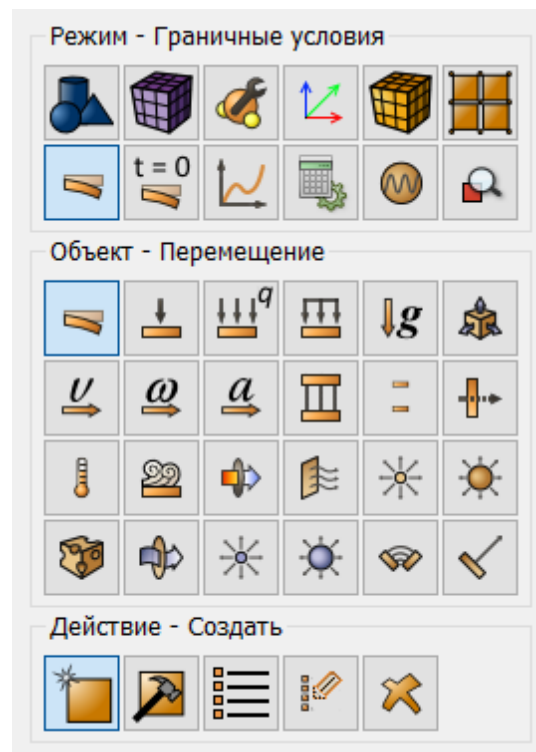 Режим - Граничные условия
t = 0
Объект - Перемещение
q
g
υ ω a
Действие - Создать